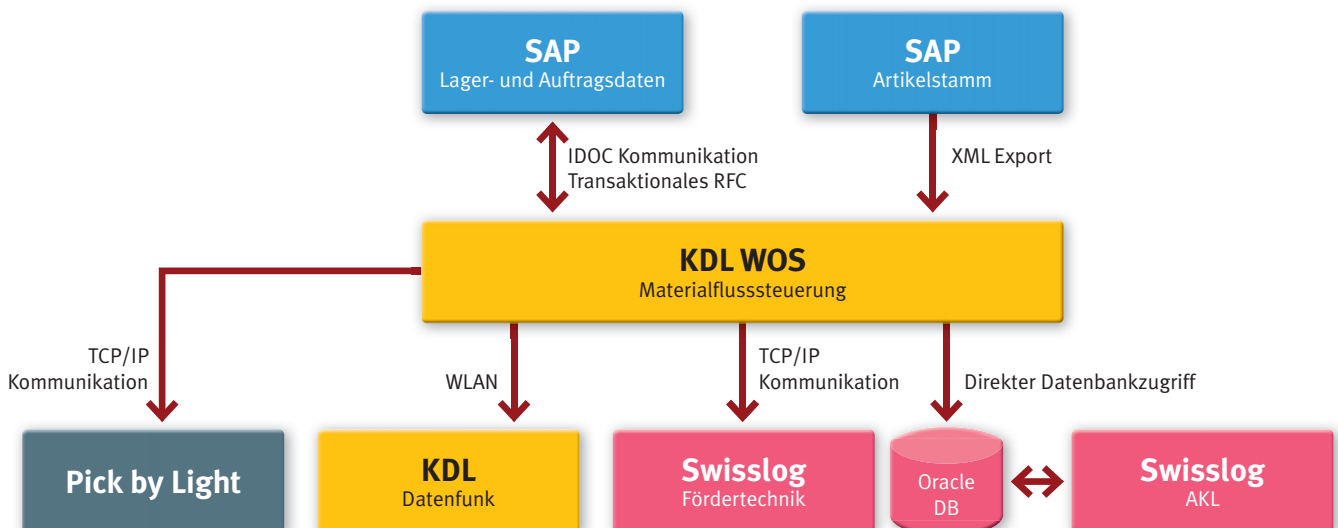 SAP
Lager- und Auftragsdaten
SAP
Artikelstamm
IDOC Kommunikation
Transaktionales RFC
XML Export
KDL WOS
Materialflusssteuerung
TCP/IP
Kommunikation
WLAN
TCP/IP
Kommunikation
Direkter Datenbankzugriff
Pick by Light
KDL
Datenfunk
Swisslog
Fördertechnik
Oracle
DB
Swisslog
AKL